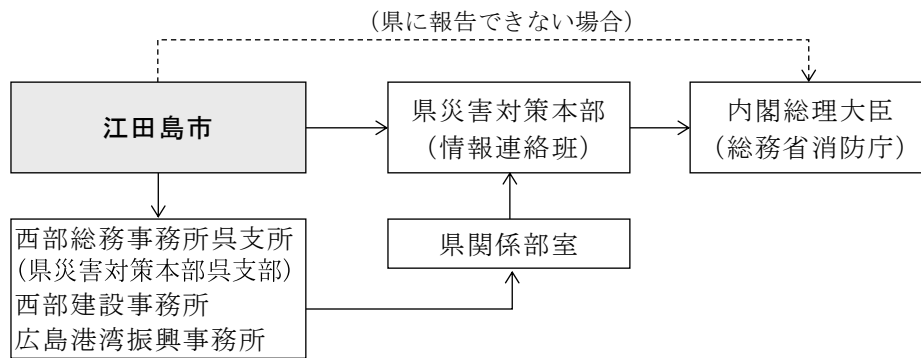 （県に報告できない場合）
江田島市
県災害対策本部
（情報連絡班）
内閣総理大臣
（総務省消防庁）
西部総務事務所呉支所
（県災害対策本部呉支部）
西部建設事務所
広島港湾振興事務所
県関係部室